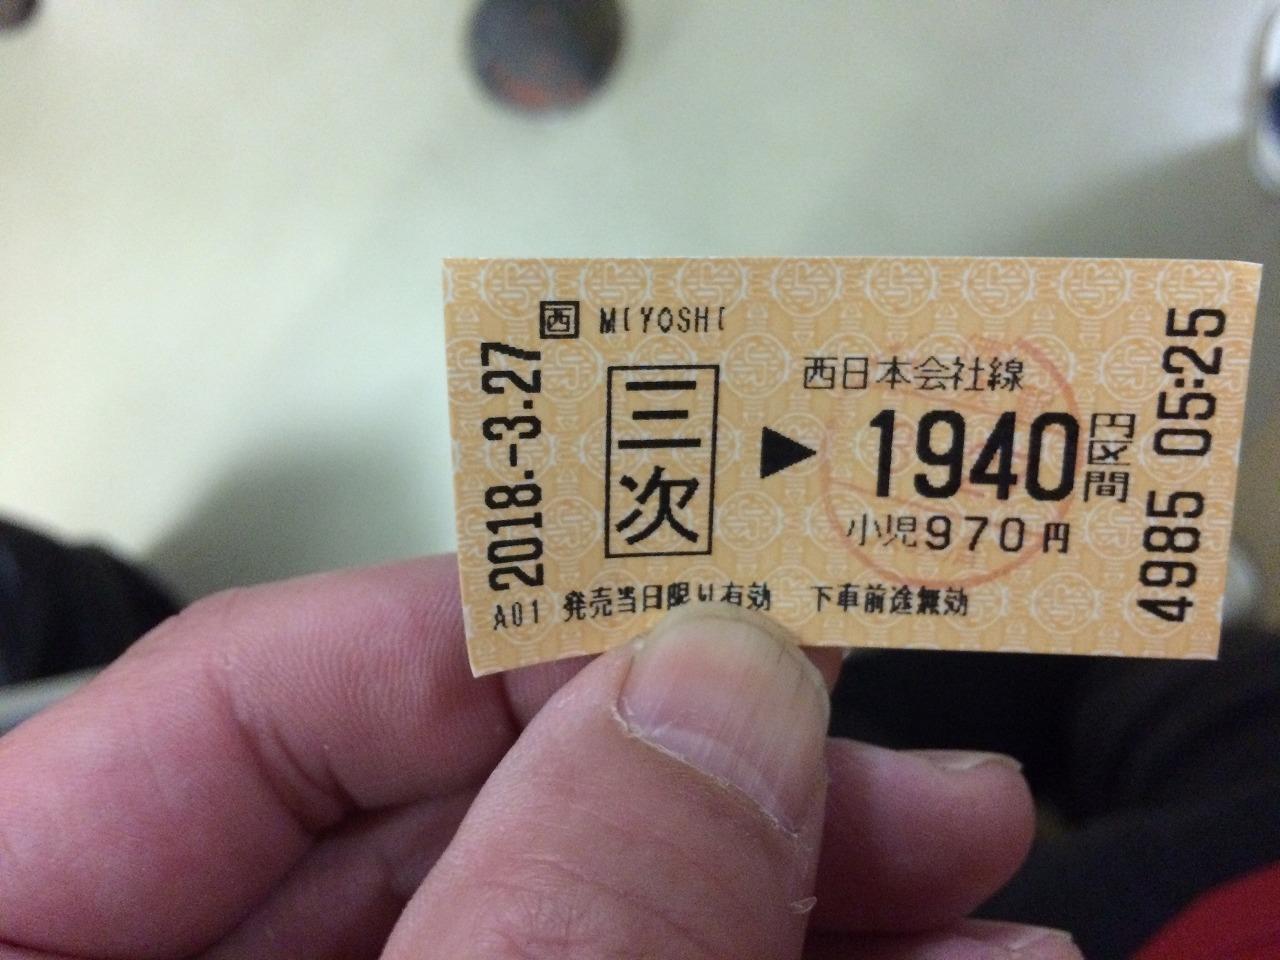 西 MIYOSHI
2018.-3.27
三次
▶
西日本会社線
1940円区間
小児970円
A01 発売当日限り有効 下車前途無効
4985 05:25